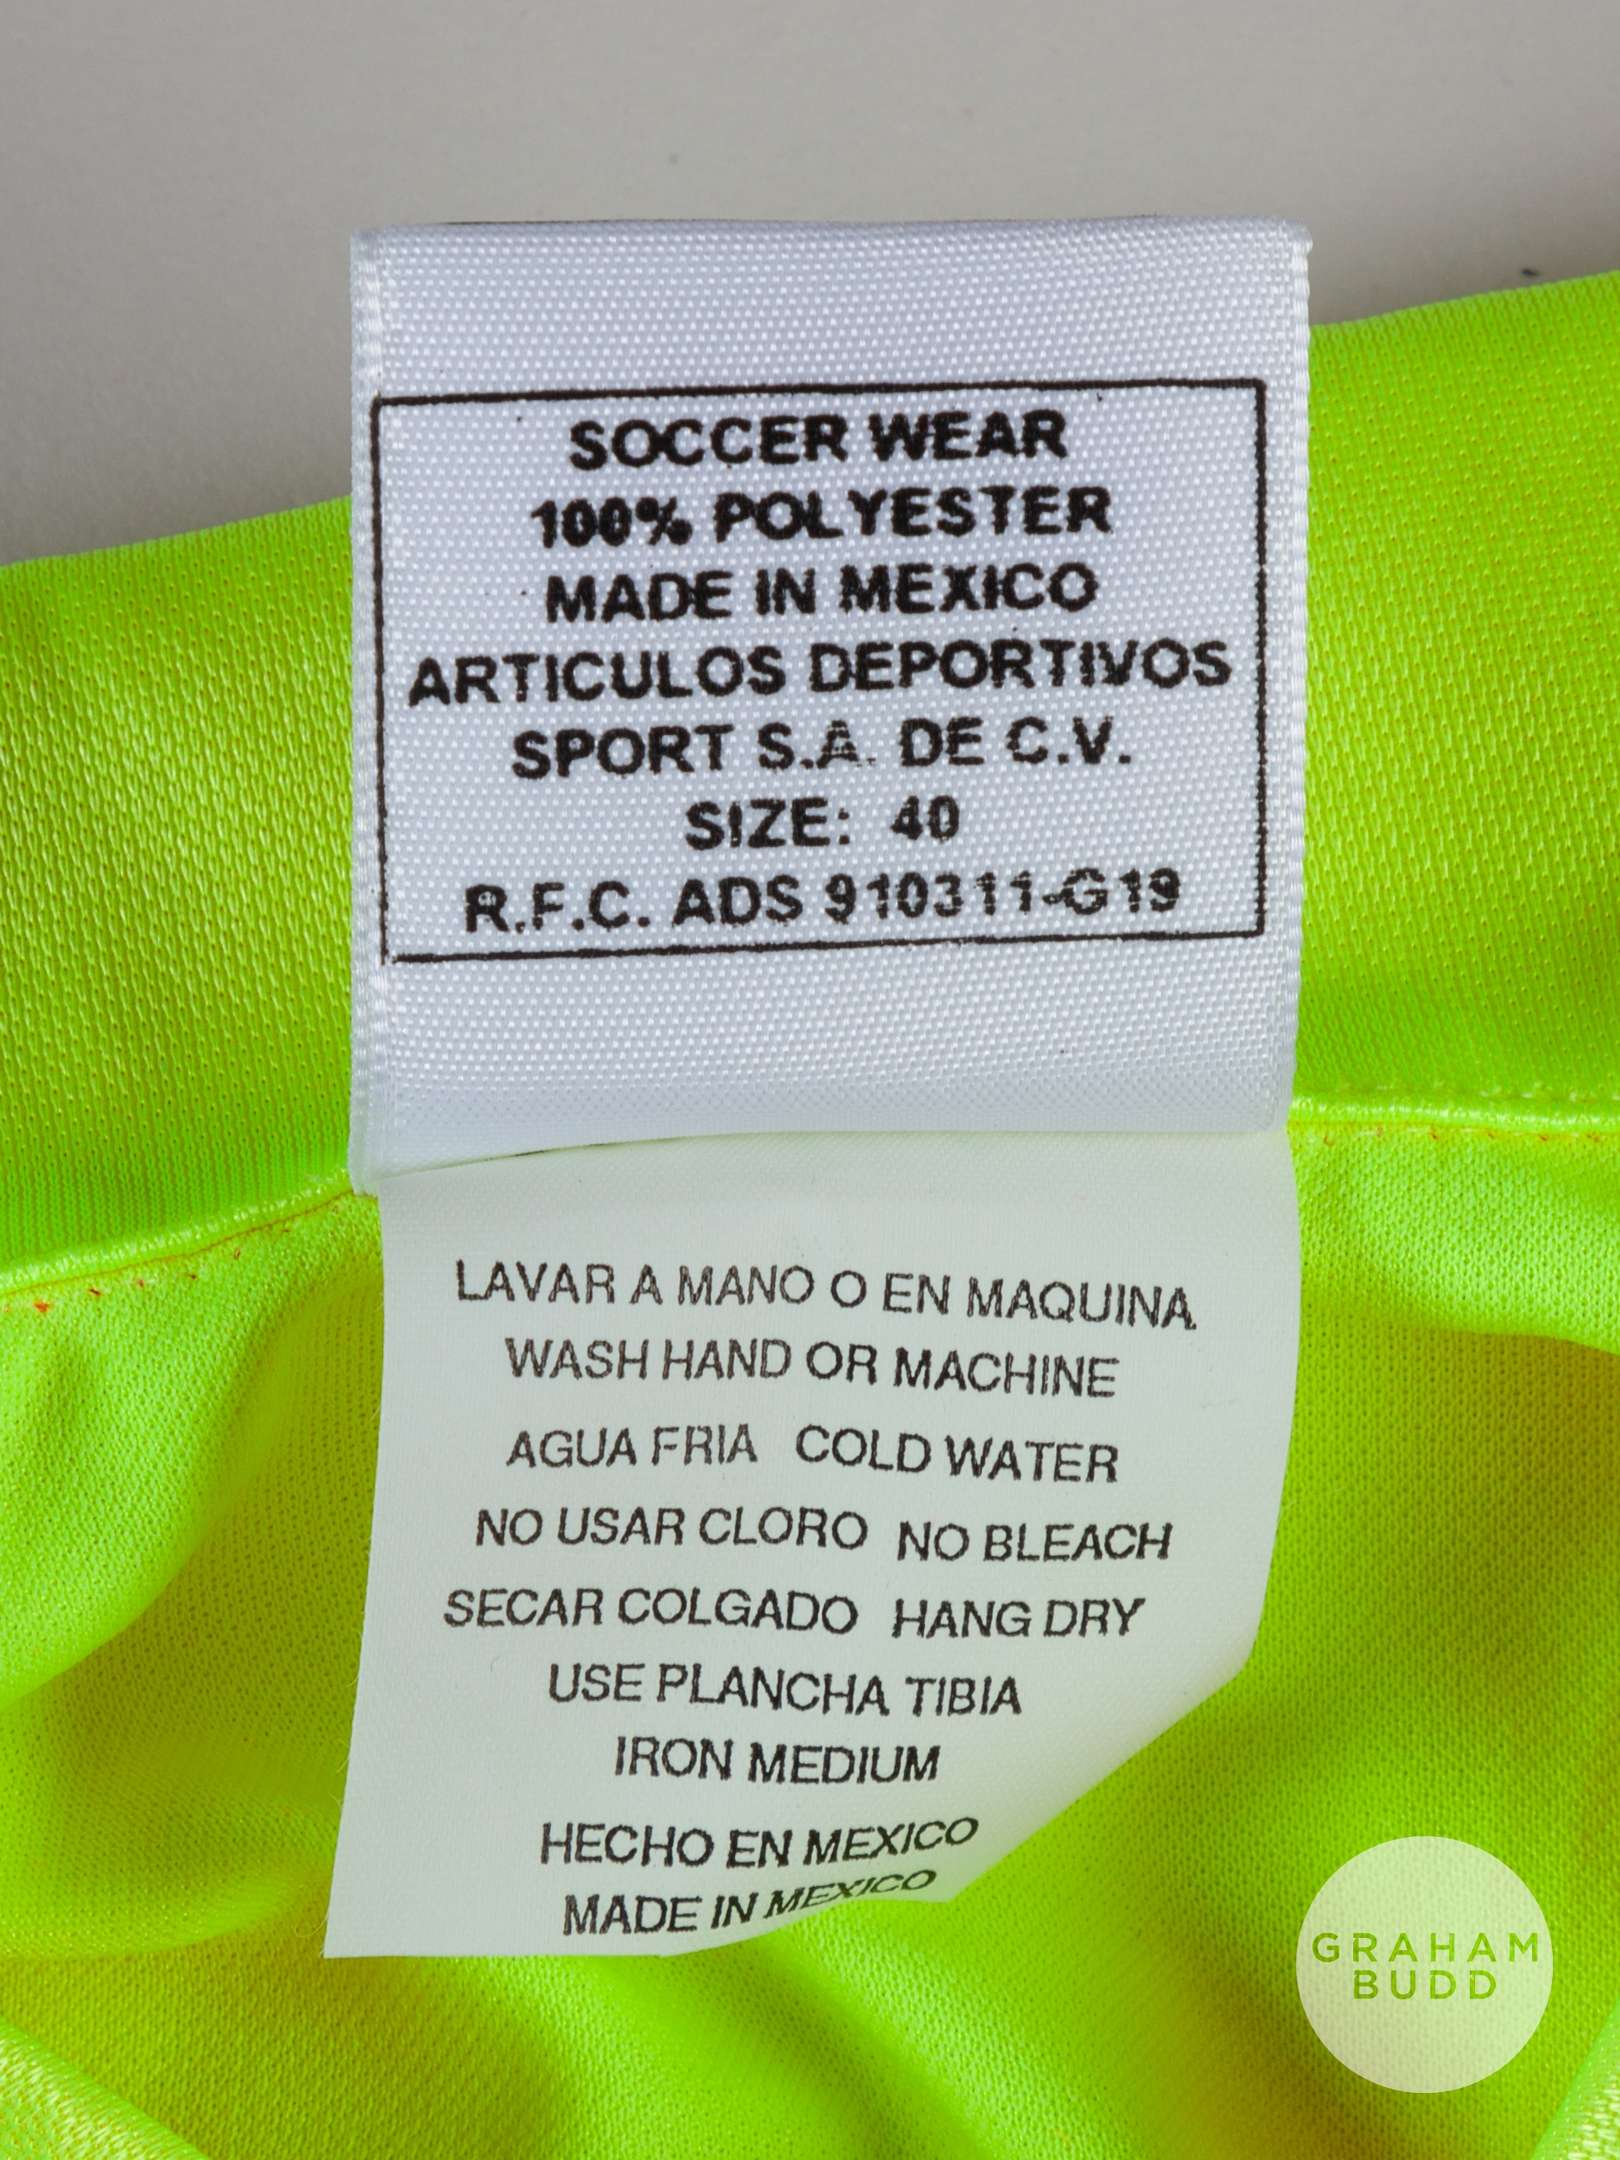 SOCCER WEAR
100% POLYESTER
MADE IN MEXICO
ARTICULOS DEPORTIVOS
SPORT S.A. DE C.V.
SIZE: 40
R.F.C. ADS 910311-G19
LAVAR A MANO O EN MAQUINA
WASH HAND OR MACHINE
AGUA FRIA COLD WATER
NO USAR CLORO NO BLEACH
SECAR COLGADO HANG DRY
USE PLANCHA TIBIA
IRON MEDIUM
HECHO EN MEXICO
MADE IN MEXICO
GRAHAM
BUDD